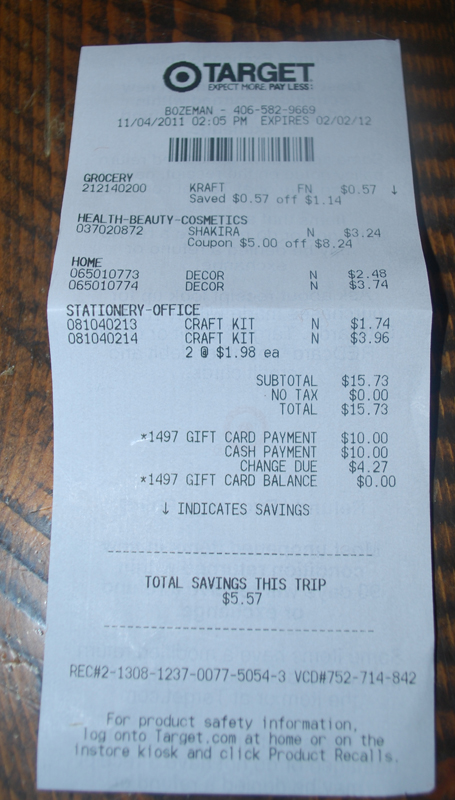 TARGET
EXPECT MORE. PAY LESS.
BOZEMAN - 406-582-9669
11/04/2011 02:05 PM EXPIRES 02/02/12
GROCERY
212140200 KRAFT FN $0.57 ↓
Saved $0.57 off $1.14
HEALTH-BEAUTY-COSMETICS
037020872 SHAKIRA N $3.24
Coupon $5.00 off $8.24
HOME
065010773 DECOR N $2.48
065010774 DECOR N $3.74
STATIONERY-OFFICE
081040213 CRAFT KIT N $1.74
081040214 CRAFT KIT N $3.96
2 @ $1.98 ea
SUBTOTAL $15.73
NO TAX $0.00
TOTAL $15.73
*1497 GIFT CARD PAYMENT $10.00
CASH PAYMENT $10.00
CHANGE DUE $4.27
*1497 GIFT CARD BALANCE $0.00
↓ INDICATES SAVINGS
TOTAL SAVINGS THIS TRIP
$5.57
REC#2-1308-1237-0077-5054-3 VCD#752-714-842
For product safety information,
log onto Target.com at home or on the
instore kiosk and click Product Recalls.